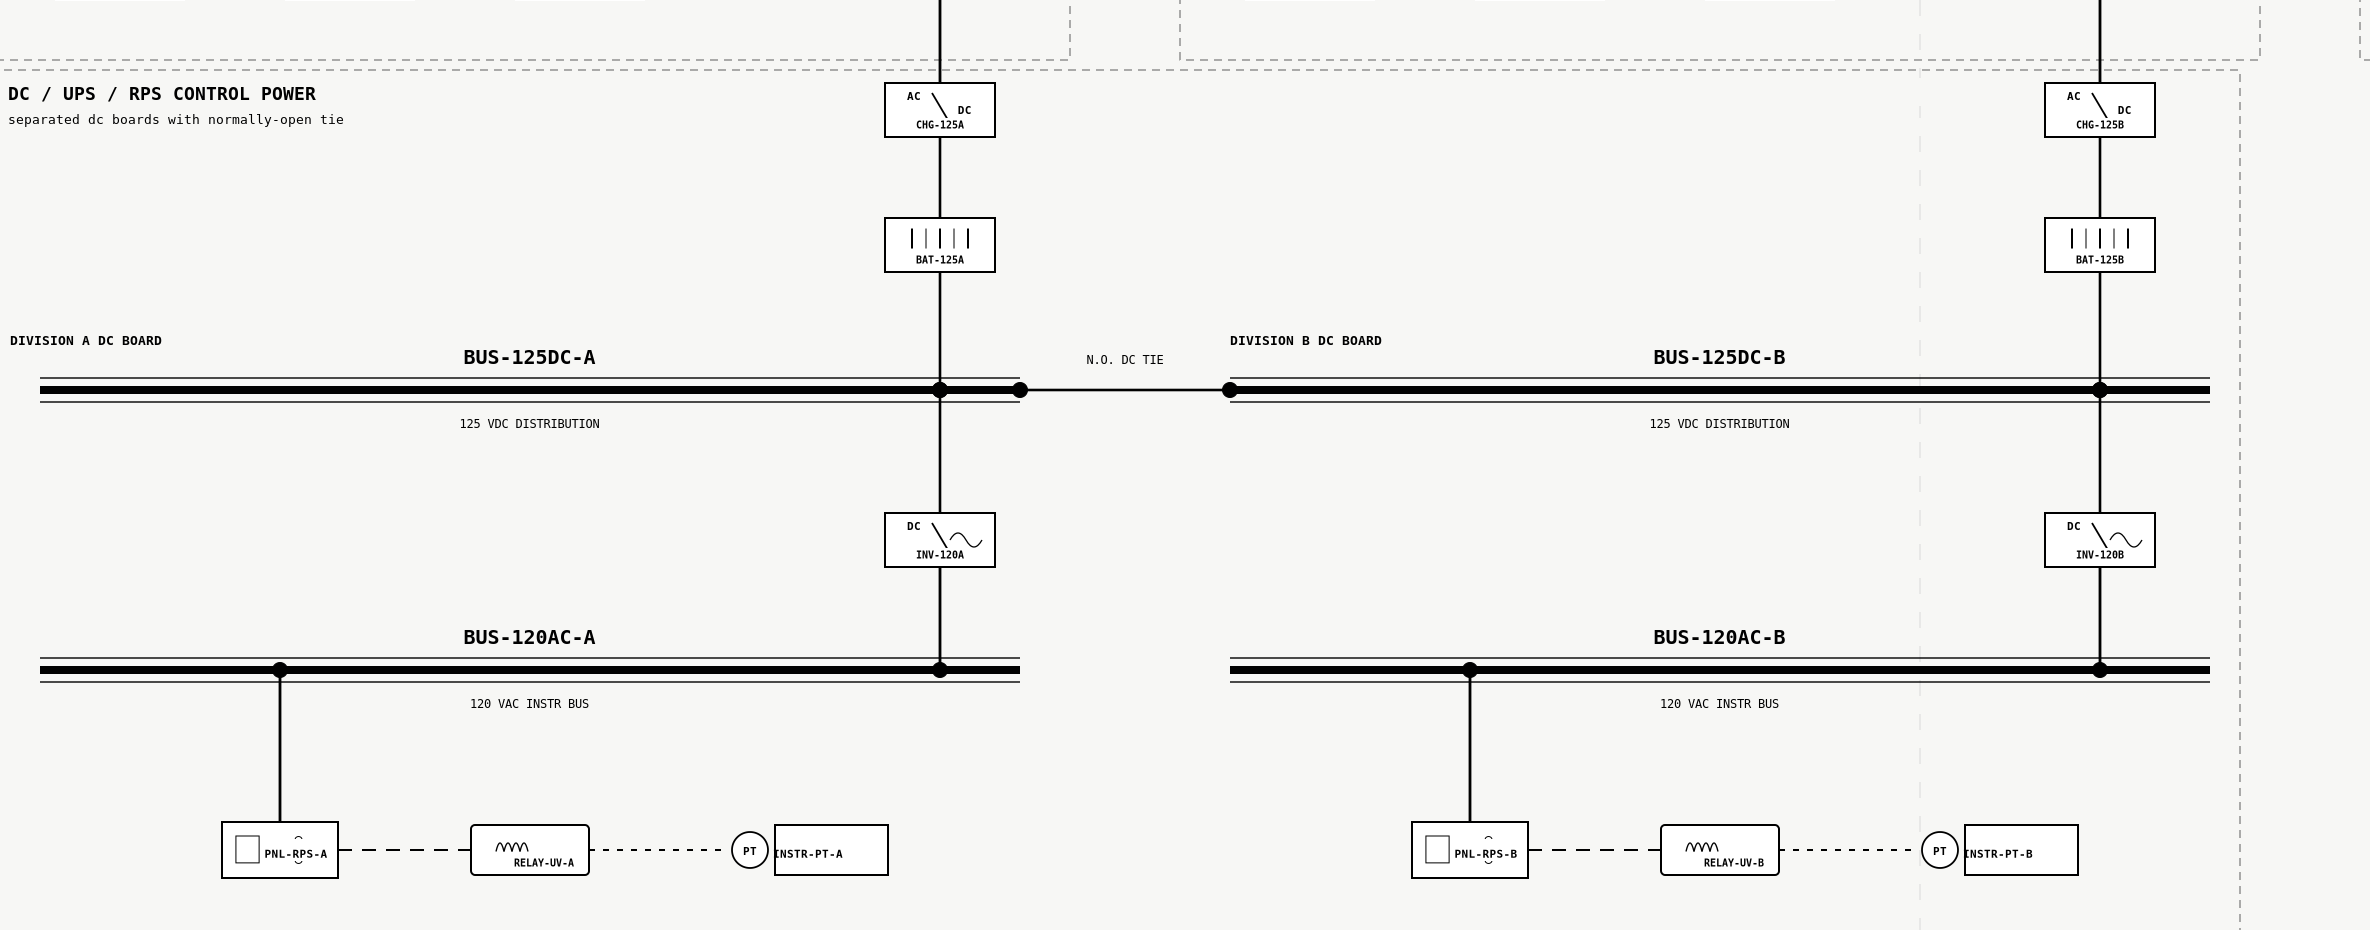 DC / UPS / RPS CONTROL POWER
separated dc boards with normally-open tie
AC
DC
CHG-125A
AC
DC
CHG-125B
BAT-125A
BAT-125B
DIVISION A DC BOARD
BUS-125DC-A
N.O. DC TIE
DIVISION B DC BOARD
BUS-125DC-B
125 VDC DISTRIBUTION
125 VDC DISTRIBUTION
DC
INV-120A
DC
INV-120B
BUS-120AC-A
BUS-120AC-B
120 VAC INSTR BUS
120 VAC INSTR BUS
PNL-RPS-A
RELAY-UV-A
PT
INSTR-PT-A
PNL-RPS-B
RELAY-UV-B
PT
INSTR-PT-B